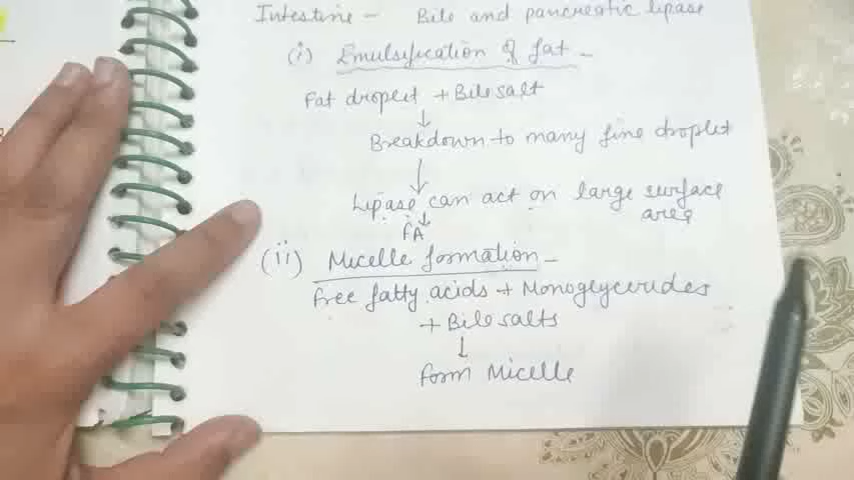 Intestine - Bile and pancreatic lipase
(i) Emulsification of fat -
Fat droplet + Bile salt
↓
Breakdown to many fine droplet
↓
Lipase can act on large surface
area
↓
FA
(ii) Micelle formation -
Free fatty acids + Monoglycerides
+ Bile salts
↓
form Micelle